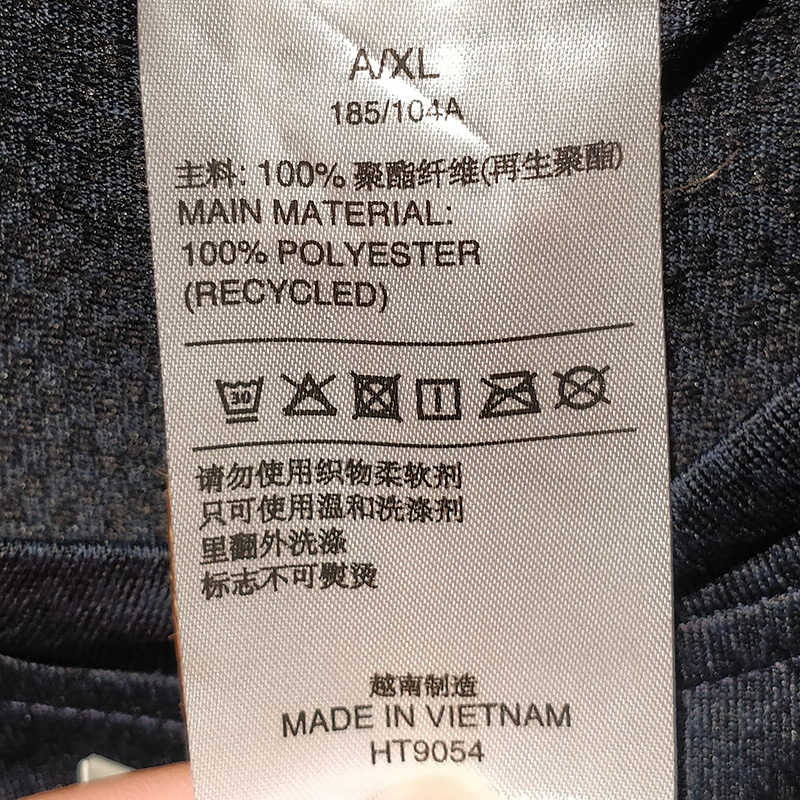 A/XL
185/104A
主料: 100% 聚酯纤维(再生聚酯)
MAIN MATERIAL:
100% POLYESTER
(RECYCLED)
30
请勿使用织物柔软剂
只可使用温和洗涤剂
里翻外洗涤
标志不可熨烫
越南制造
MADE IN VIETNAM
HT9054